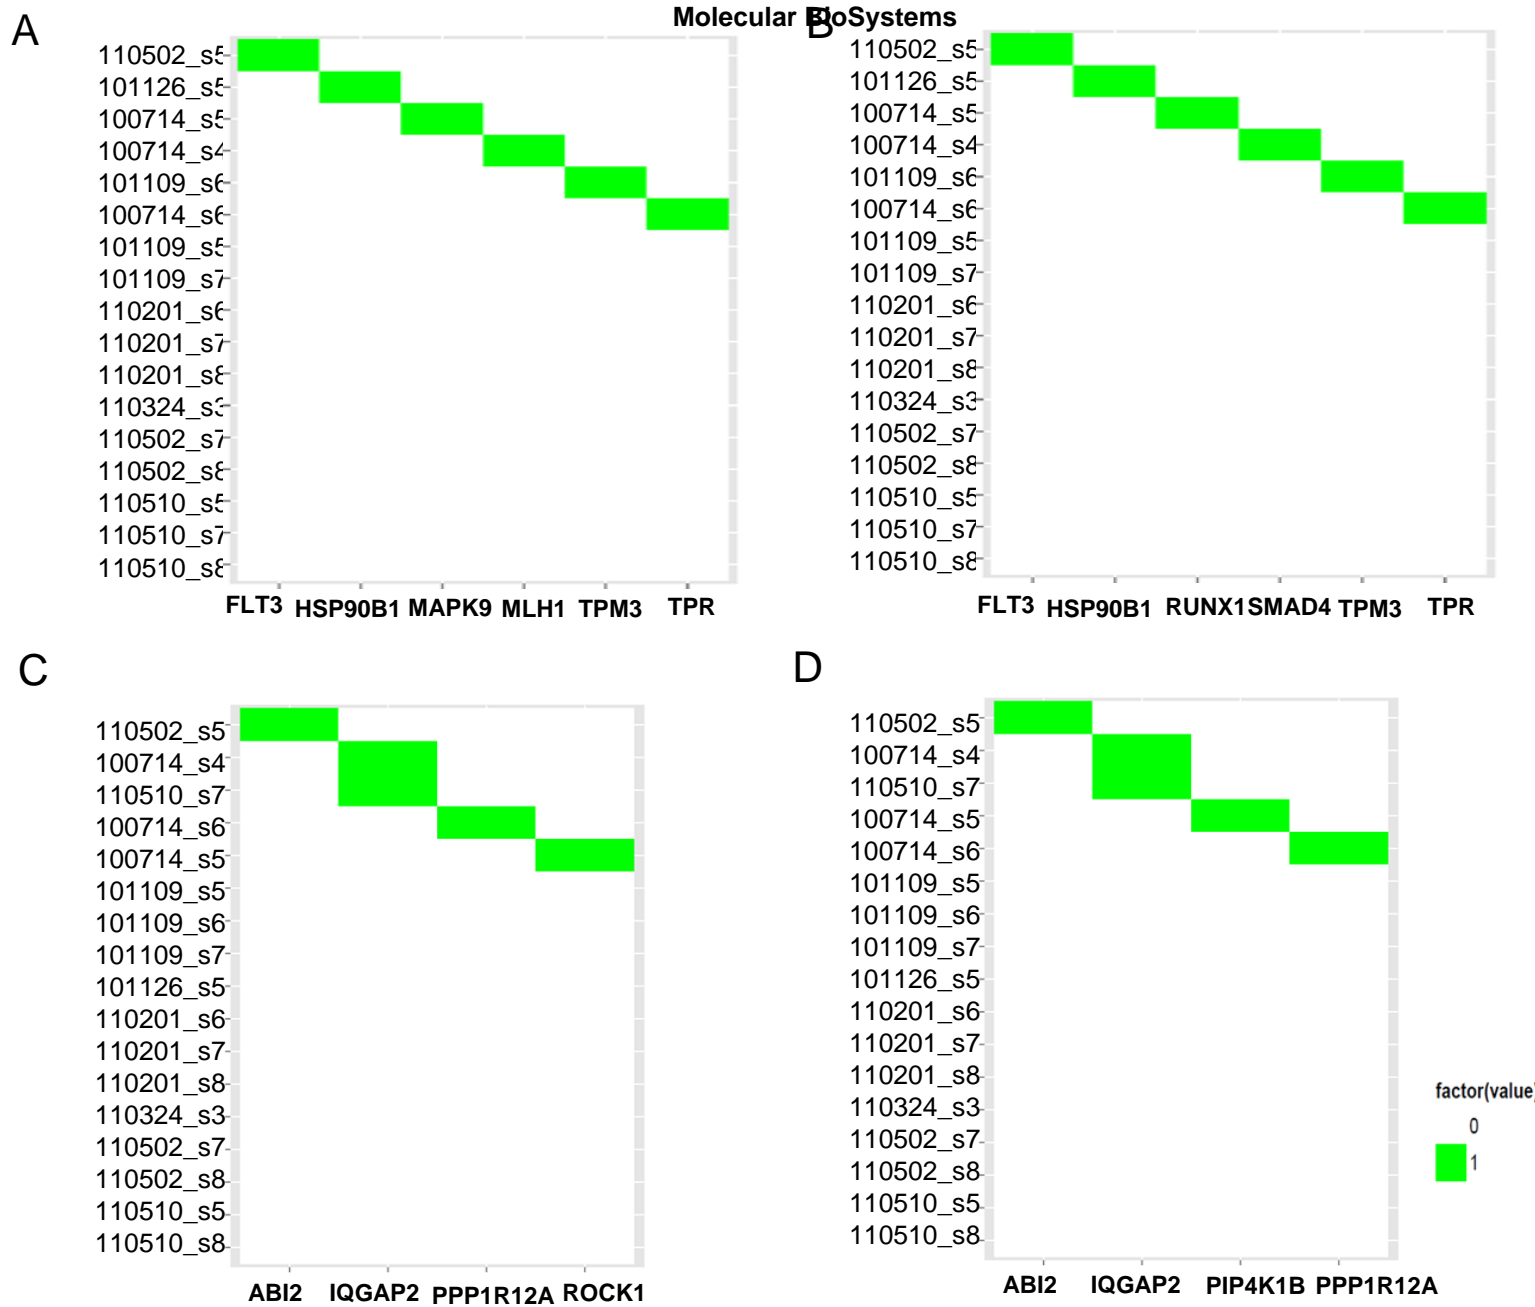 Molecular BioSystems
A
110502_s5
101126_s5
100714_s5
100714_s4
101109_s6
100714_s6
101109_s5
101109_s7
110201_s6
110201_s7
110201_s8
110324_s3
110502_s7
110502_s8
110510_s5
110510_s7
110510_s8
FLT3 HSP90B1 MAPK9 MLH1 TPM3 TPR
B
110502_s5
101126_s5
100714_s5
100714_s4
101109_s6
100714_s6
101109_s5
101109_s7
110201_s6
110201_s7
110201_s8
110324_s3
110502_s7
110502_s8
110510_s5
110510_s7
110510_s8
FLT3 HSP90B1 RUNX1 SMAD4 TPM3 TPR
C
110502_s5
100714_s4
110510_s7
100714_s6
100714_s5
101109_s5
101109_s6
101109_s7
101126_s5
110201_s6
110201_s7
110201_s8
110324_s3
110502_s7
110502_s8
110510_s5
110510_s8
ABI2 IQGAP2 PPP1R12A ROCK1
D
110502_s5
100714_s4
110510_s7
100714_s5
100714_s6
101109_s5
101109_s6
101109_s7
101126_s5
110201_s6
110201_s7
110201_s8
110324_s3
110502_s7
110502_s8
110510_s5
110510_s8
ABI2 IQGAP2 PIP4K1B PPP1R12A
factor(value)
0
1